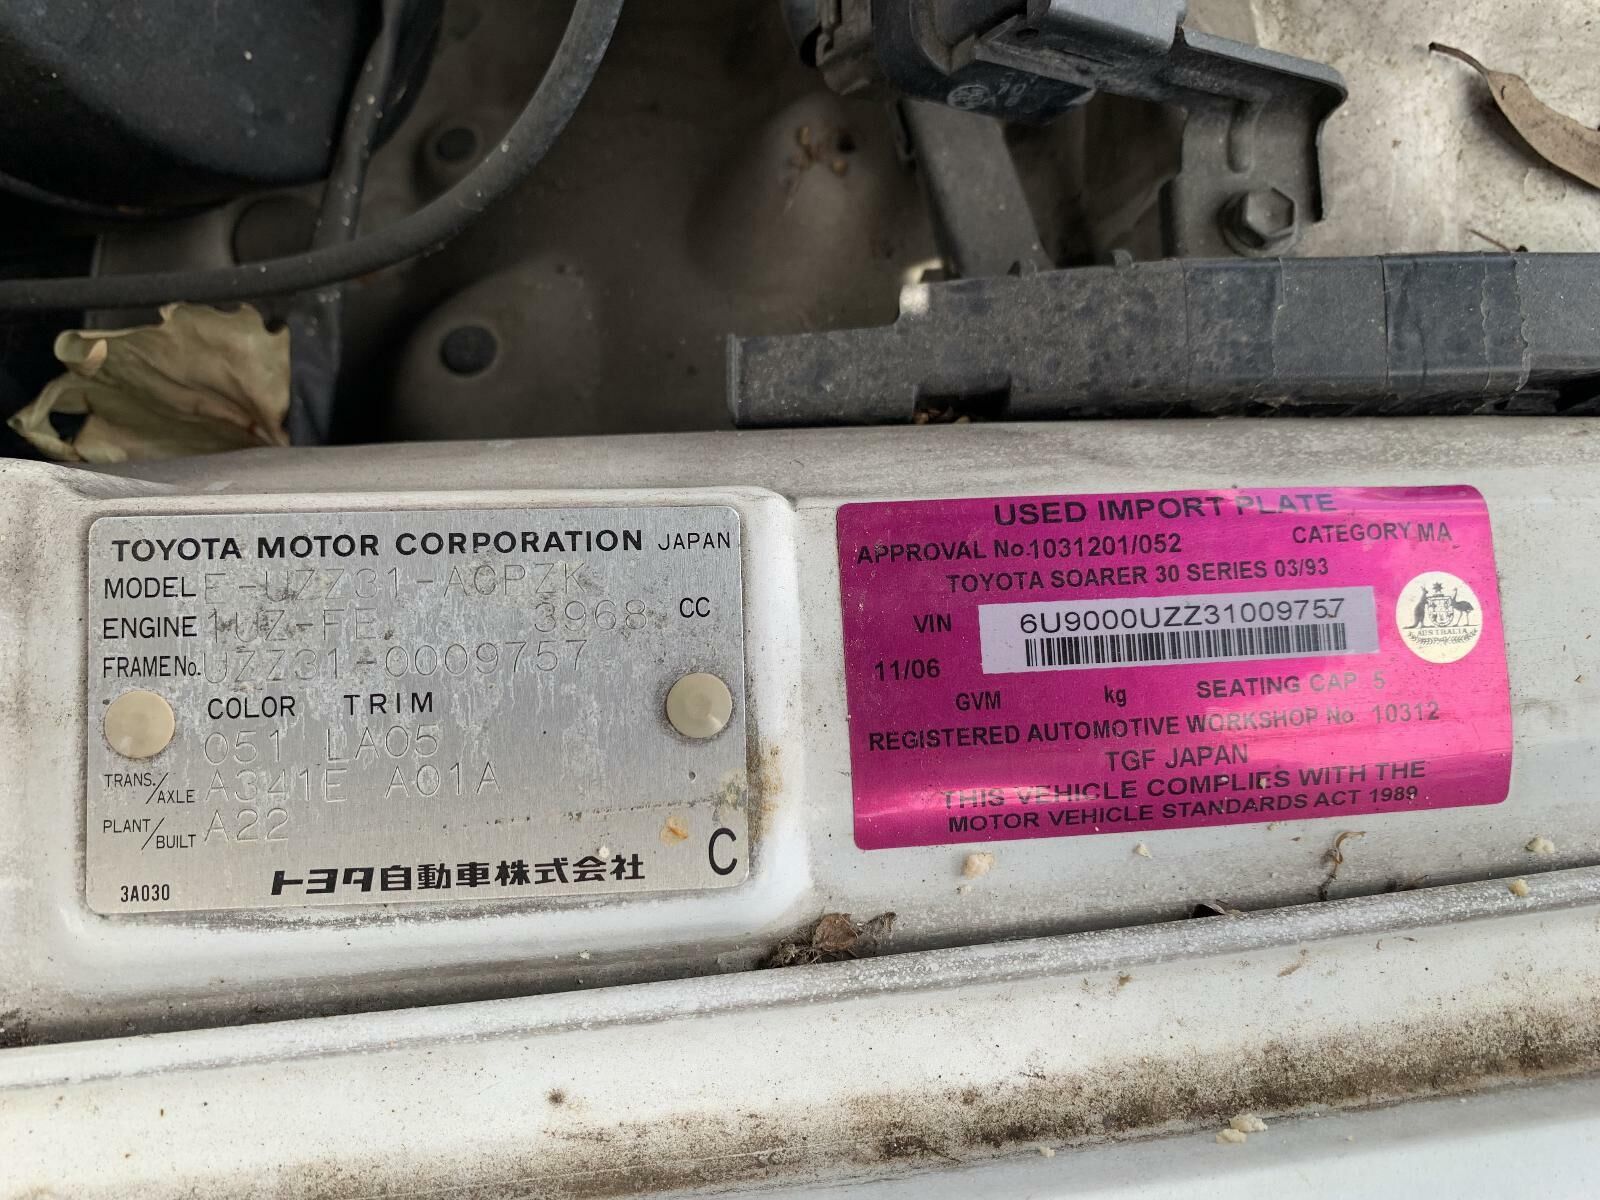 TOYOTA MOTOR CORPORATION JAPAN
MODEL E-UZZ31-ACPZK
ENGINE 1UZ-FE 3968 CC
FRAME No. UZZ31-0009757
COLOR TRIM
051 LA05
TRANS./AXLE A341E A01A
PLANT/BUILT A22
3A030 トヨタ自動車株式会社 C
USED IMPORT PLATE
APPROVAL No.1031201/052 CATEGORY MA
TOYOTA SOARER 30 SERIES 03/93
VIN 6U9000UZZ31009757
AUSTRALIA
11/06
GVM kg SEATING CAP 5
REGISTERED AUTOMOTIVE WORKSHOP No. 10312
TGF JAPAN
THIS VEHICLE COMPLIES WITH THE
MOTOR VEHICLE STANDARDS ACT 1989